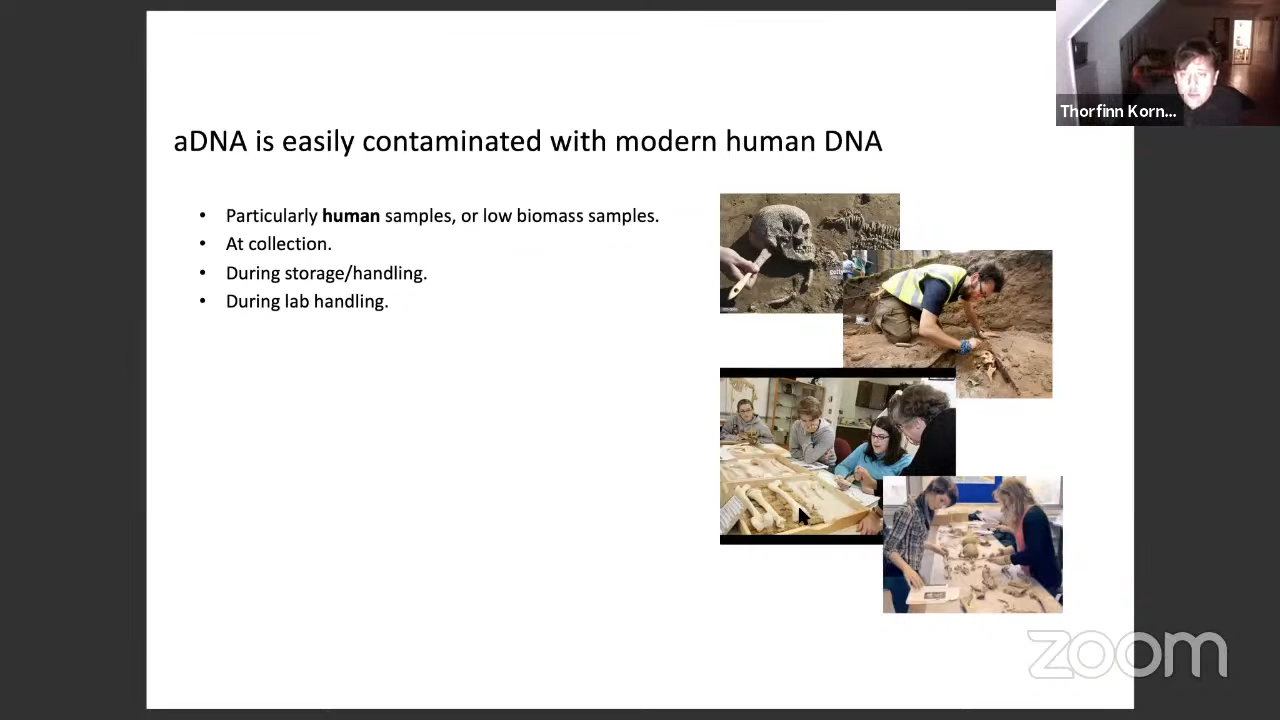 Thorfinn Korn...
aDNA is easily contaminated with modern human DNA
• Particularly human samples, or low biomass samples.
• At collection.
• During storage/handling.
• During lab handling.
zoom